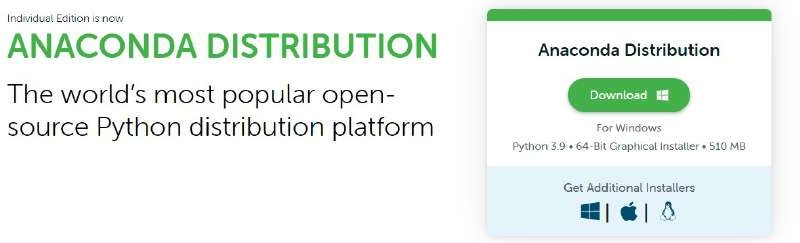 Individual Edition is now
ANACONDA DISTRIBUTION
The world's most popular open-
source Python distribution platform
Anaconda Distribution
Download
For Windows
Python 3.9 • 64-Bit Graphical Installer • 510 MB
Get Additional Installers